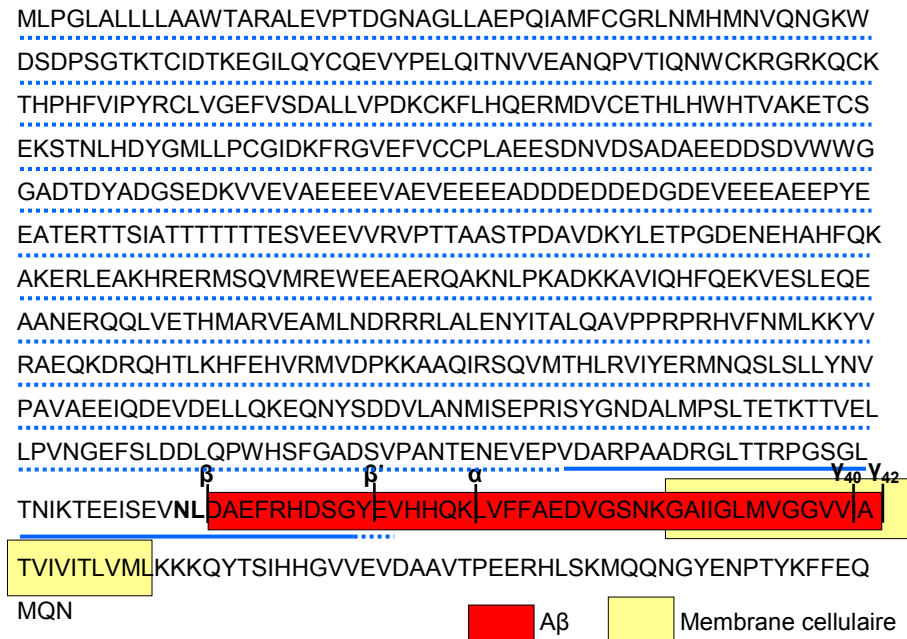 MLPGLALLLLAAWTARALEVPTDGNAGLLAEPQIAMFCGRLNMHMNVQNGKW
DSDPSGTKTCIDTKEGILQYCQEVYPELQITNVVEANQPVTIQNWCKRGRKQCK
THPHFVIPYRCLVGEFVSDALLVPDKCKFLHQERMDVCETHLHWHTVAKETCS
EKSTNLHDYGMLLPCGIDKFRGVEFVCCPLAEESDNVDSADAEEDDSDVWWG
GADTDYADGSEDKVVEVAEEEEVAEVEEEEADDDEDDEDGDEVEEEAEEPYE
EATERTTSIATTTTTTTESVEEVVRVPTTAASTPDAVDKYLETPGDENEHAHFQK
AKERLEAKHRERMSQVMREWEEAERQAKNLPKADKKAVIQHFQEKVESLEQE
AANERQQLVETHMARVEAMLNDRRRLALENYITALQAVPPRPRHVFNMLKKYV
RAEQKDRQHTLKHFEHVRMVDPKKAAQIRSQVMTHLRVIYERMNQSLSLLYNV
PAVAEEIQDEVDELLQKEQNYSDDVLANMISEPRISYGNDALMPSLTETKTTVEL
LPVNGEFSLDDLQPWHSFGADSVPANTENEVEPVDARPAADRGLTTRPGSGL
β β' α γ40 γ42
TNIKTEEISEVNLDAEFRHDSGYEVHHQKLVFFAEDVGSNKGAIIGLMVGGVVIA
TVIVITLVMLKKKQYTSIHHGVVEVDAAVTPEERHLSKMQQNGYENPTYKFFEQ
MQN
Aβ Membrane cellulaire